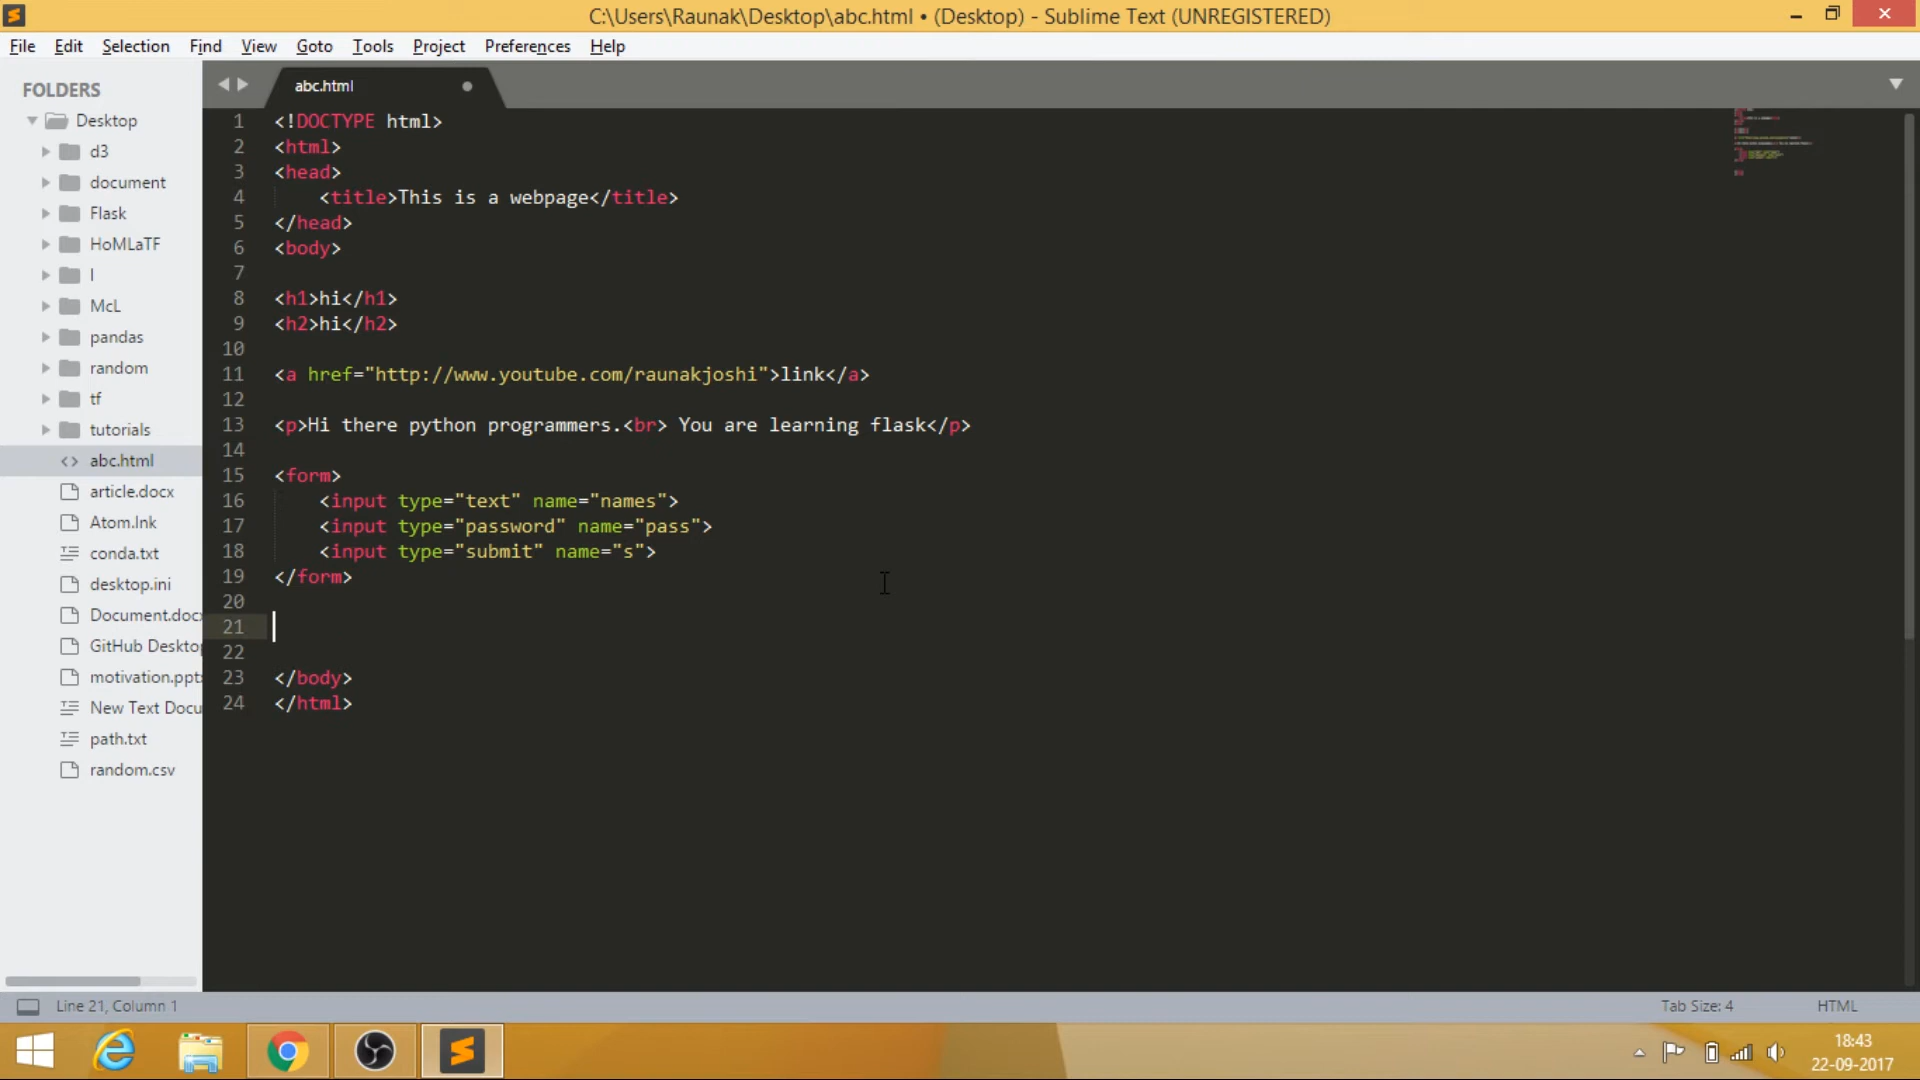 C:\Users\Raunak\Desktop\abc.html • (Desktop) - Sublime Text (UNREGISTERED)
File Edit Selection Find View Goto Tools Project Preferences Help
FOLDERS
Desktop
d3
document
Flask
HoMLaTF
I
McL
pandas
random
tf
tutorials
abc.html
article.docx
Atom.lnk
conda.txt
desktop.ini
Document.docx
GitHub Desktop
motivation.ppt
New Text Docu
path.txt
random.csv
abc.html
1 <!DOCTYPE html>
2 <html>
3 <head>
4 <title>This is a webpage</title>
5 </head>
6 <body>
7
8 <h1>hi</h1>
9 <h2>hi</h2>
10
11 <a href="http://www.youtube.com/raunakjoshi">link</a>
12
13 <p>Hi there python programmers.<br> You are learning flask</p>
14
15 <form>
16 <input type="text" name="names">
17 <input type="password" name="pass">
18 <input type="submit" name="s">
19 </form>
20
21
22
23 </body>
24 </html>
Line 21, Column 1
Tab Size: 4
HTML
18:43
22-09-2017